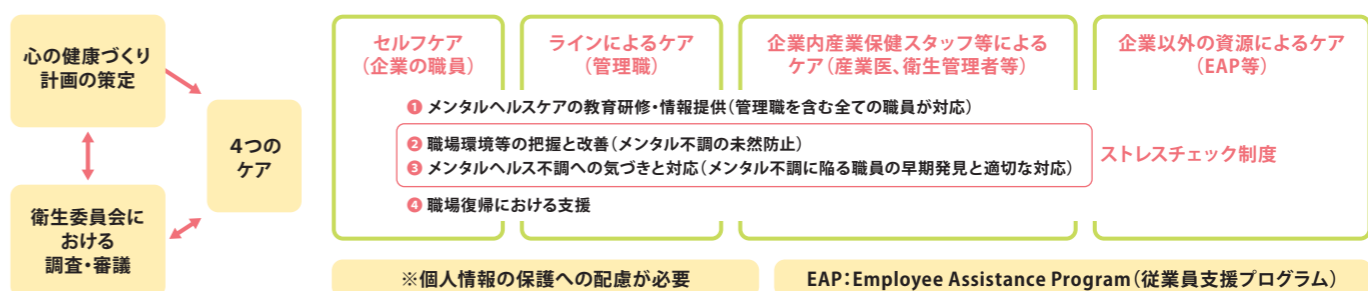 心の健康づくり
計画の策定
衛生委員会に
おける
調査・審議
4つの
ケア
セルフケア
（企業の職員）
ラインによるケア
（管理職）
企業内産業保健スタッフ等による
ケア（産業医、衛生管理者等）
企業以外の資源によるケア
（EAP等）
❶ メンタルヘルスケアの教育研修・情報提供（管理職を含む全ての職員が対応）
❷ 職場環境等の把握と改善（メンタル不調の未然防止）
❸ メンタルヘルス不調への気づきと対応（メンタル不調に陥る職員の早期発見と適切な対応）
ストレスチェック制度
❹ 職場復帰における支援
※個人情報の保護への配慮が必要
EAP：Employee Assistance Program（従業員支援プログラム）